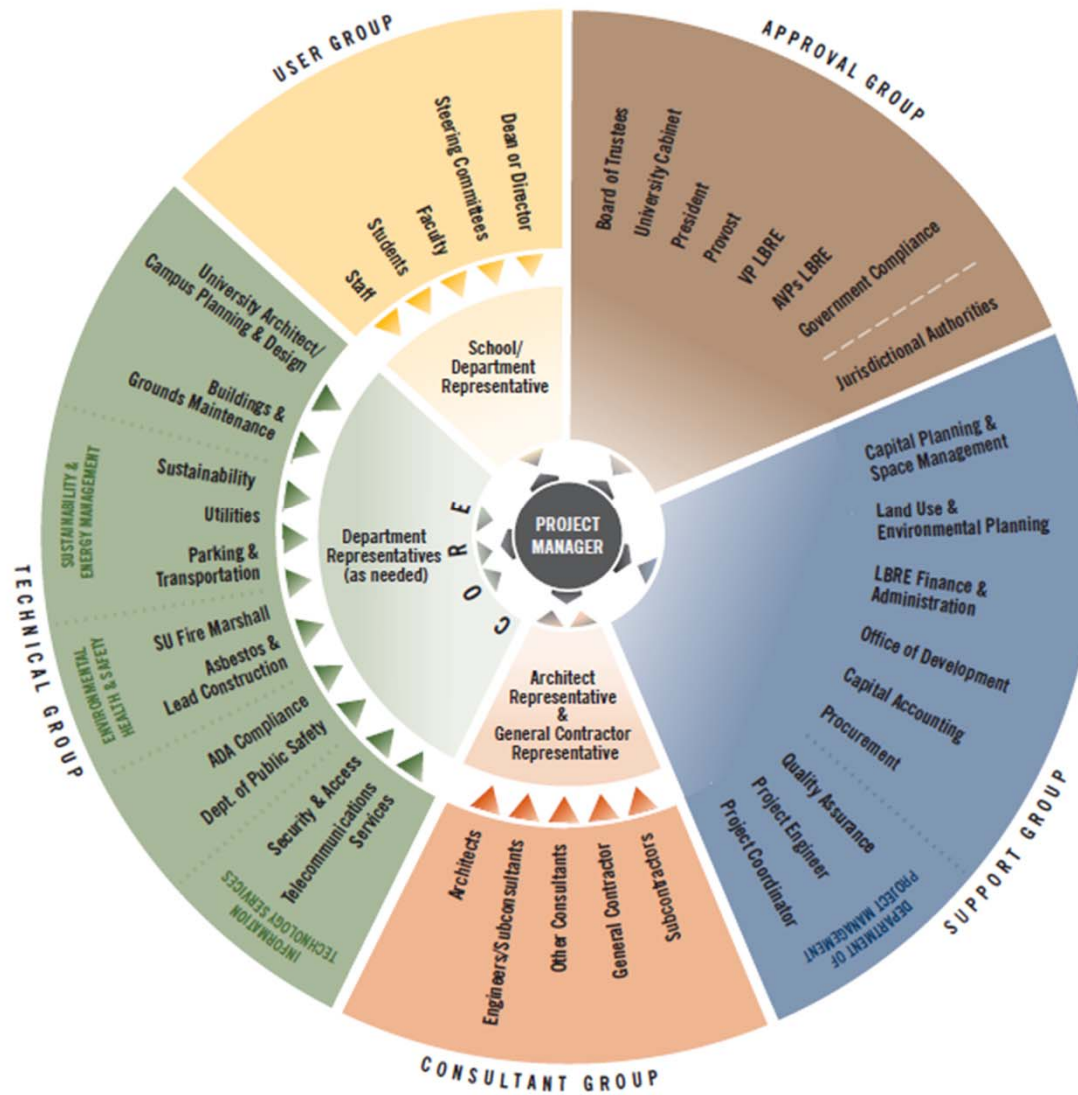 USER GROUP
Dean or Director
Steering Committees
Faculty
Students
Staff
School/
Department
Representative
APPROVAL GROUP
Board of Trustees
University Cabinet
President
Provost
VP LBRE
AVPs LBRE
Government Compliance
Jurisdictional Authorities
SUPPORT GROUP
Capital Planning &
Space Management
Land Use &
Environmental Planning
LBRE Finance &
Administration
Office of Development
Capital Accounting
Procurement
Quality Assurance
Project Engineer
Project Coordinator
DEPARTMENT OF
PROJECT MANAGEMENT
CONSULTANT GROUP
Architects
Engineers/Subconsultants
Other Consultants
General Contractor
Subcontractors
Architect
Representative
&
General Contractor
Representative
TECHNICAL GROUP
University Architect/
Campus Planning & Design
Buildings &
Grounds Maintenance
SUSTAINABILITY &
ENERGY MANAGEMENT
Sustainability
Utilities
Parking &
Transportation
ENVIRONMENTAL
HEALTH & SAFETY
SU Fire Marshall
Asbestos &
Lead Construction
ADA Compliance
Dept. of Public Safety
INFORMATION
TECHNOLOGY SERVICES
Security & Access
Telecommunications
Services
Department
Representatives
(as needed)
CORE
PROJECT
MANAGER